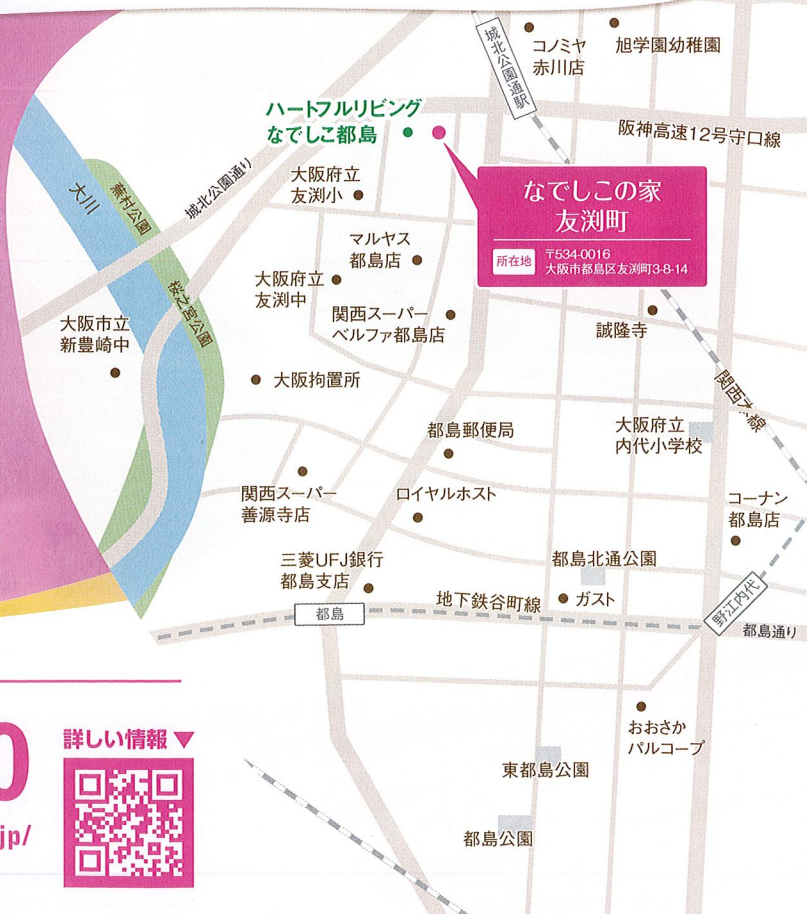 コノミヤ
赤川店
旭学園幼稚園
城北公園通駅
ハートフルリビング
なでしこ都島
阪神高速12号守口線
なでしこの家
友渕町
所在地
〒534-0016
大阪市都島区友渕町3-8-14
城北公園通り
大阪府立
友渕小
大三
蕪村公園
マルヤス
都島店
大阪府立
友渕中
桜之宮公園
関西スーパー
ベルファ都島店
誠隆寺
大阪市立
新豊崎中
大阪拘置所
関西本線
都島郵便局
大阪府立
内代小学校
関西スーパー
善源寺店
ロイヤルホスト
コーナン
都島店
三菱UFJ銀行
都島支店
都島北通公園
地下鉄谷町線
ガスト
都島
野江内代
都島通り
おおさか
パルコープ
東都島公園
都島公園
詳しい情報▼
0
jp/